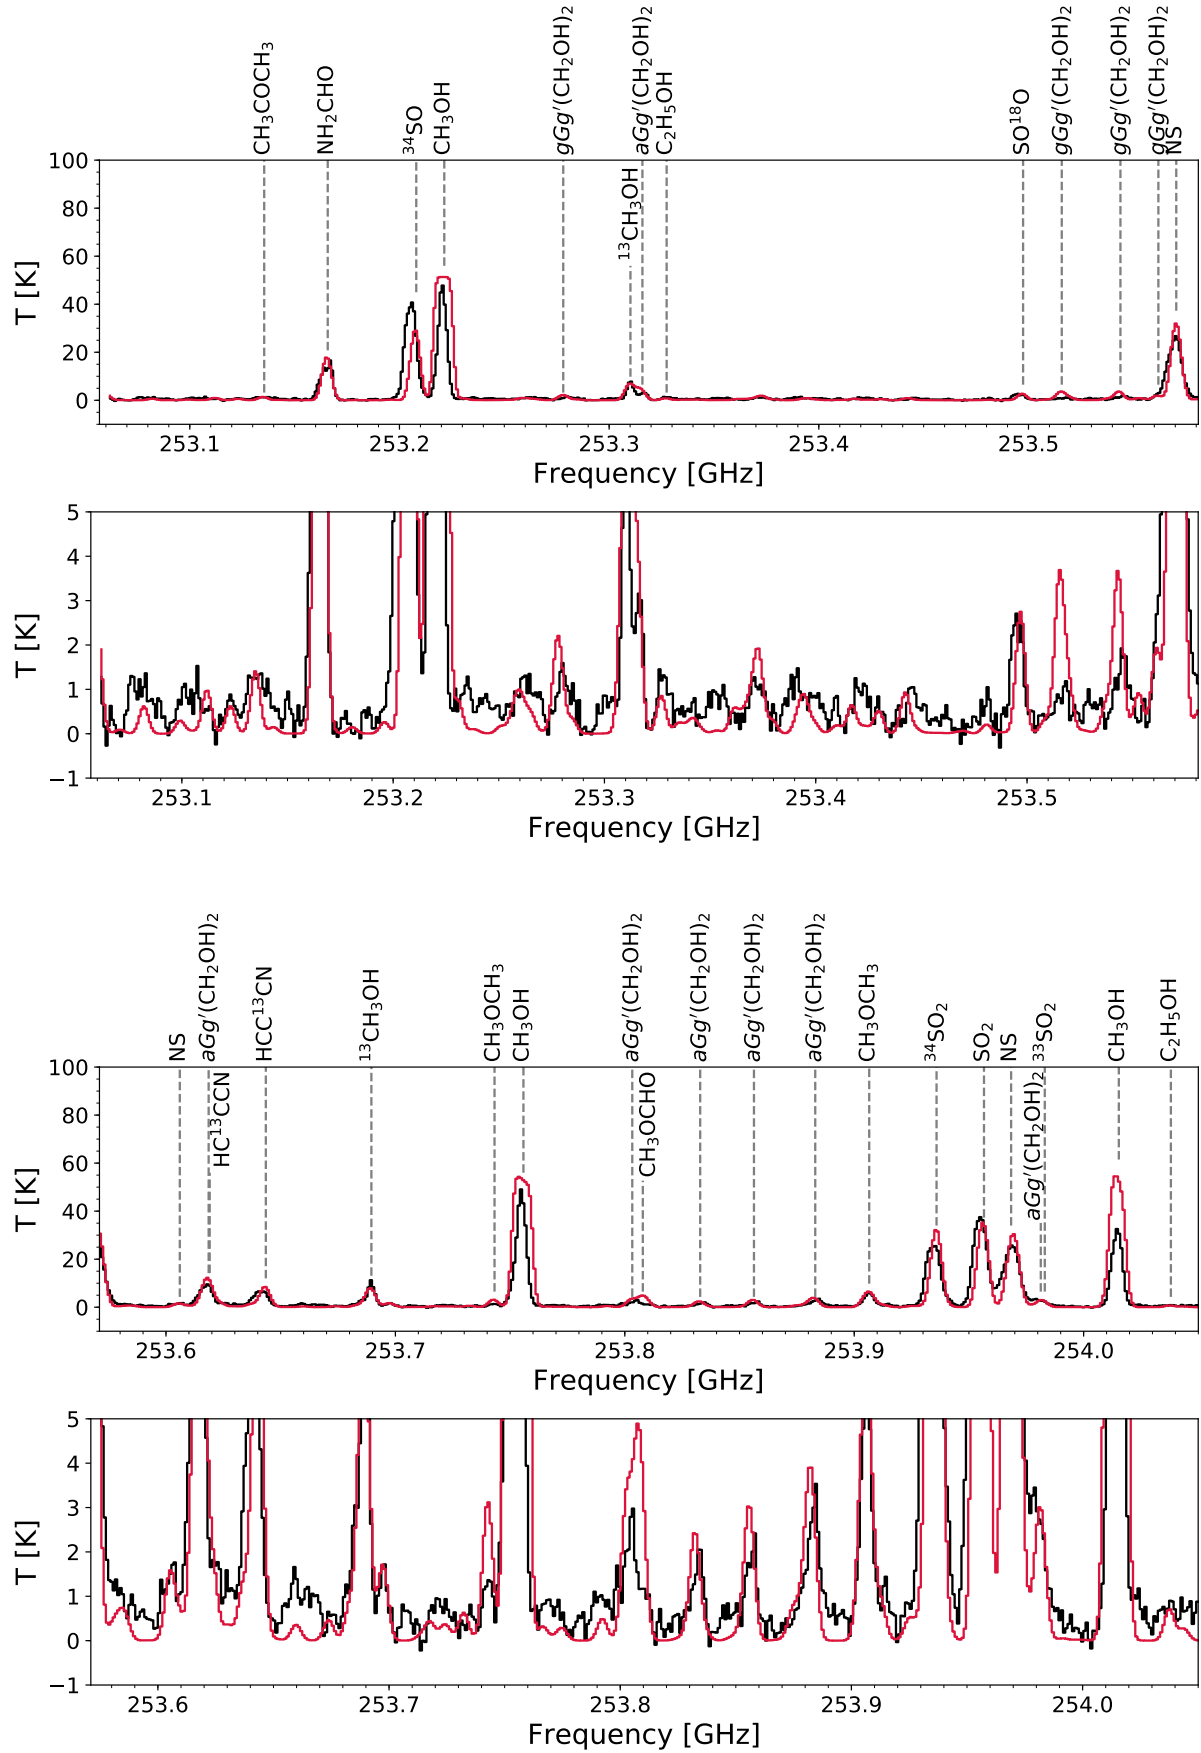 CH₃COCH₃
NH₂CHO
³⁴SO
CH₃OH
gGg′(CH₂OH)₂
¹³CH₃OH
aGg′(CH₂OH)₂
C₂H₅OH
SO¹⁸O
gGg′(CH₂OH)₂
gGg′(CH₂OH)₂
gGg′(CH₂OH)₂
NS
100
80
60
40
20
0
T [K]
253.1 253.2 253.3 253.4 253.5
Frequency [GHz]
5
4
3
2
1
0
−1
T [K]
253.1 253.2 253.3 253.4 253.5
Frequency [GHz]
NS
aGg′(CH₂OH)₂
HC¹³CCN
HCC¹³CN
¹³CH₃OH
CH₃OCH₃
CH₃OH
aGg′(CH₂OH)₂
CH₃OCHO
aGg′(CH₂OH)₂
aGg′(CH₂OH)₂
aGg′(CH₂OH)₂
CH₃OCH₃
³⁴SO₂
SO₂
NS
aGg′(CH₂OH)₂
³³SO₂
CH₃OH
C₂H₅OH
100
80
60
40
20
0
T [K]
253.6 253.7 253.8 253.9 254.0
Frequency [GHz]
5
4
3
2
1
0
−1
T [K]
253.6 253.7 253.8 253.9 254.0
Frequency [GHz]